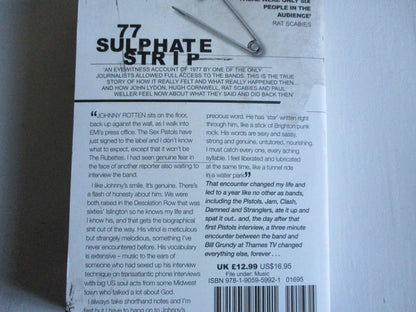 THERE WERE ONLY SIX
PEOPLE IN THE
AUDIENCE'
RAT SCABIES
77
SULPHATE
STRIP
'AN EYEWITNESS ACCOUNT OF 1977 BY ONE OF THE ONLY
JOURNALISTS ALLOWED FULL ACCESS TO THE BANDS. THIS IS THE TRUE
STORY OF HOW IT REALLY FELT AND WHAT REALLY HAPPENED THEN...
AND HOW JOHN LYDON, HUGH CORNWELL, RAT SCABIES AND PAUL
WELLER FEEL NOW ABOUT WHAT THEY SAID AND DID BACK THEN'
"JOHNNY ROTTEN sits on the floor,
back up against the wall, as I walk into
EMI's press office. The Sex Pistols have
just signed to the label and I don't know
what to expect, except that it won't be
The Rubettes. I had seen genuine fear in
the face of another reporter also waiting to
interview the band.
I like Johnny's smile. It's genuine. There's
a flash of honesty about him. We were
both raised in the Desolation Row that was
sixties' Islington so he knows my life and
I know his, and that gets the biographical
shit out of the way. His vitriol is meticulous
but strangely melodious, something I've
never encountered before. His vocabulary
is extensive – music to the ears of
someone who had sewed up his interview
technique on transatlantic phone interviews
with big US soul acts from some Midwest
town who talked a lot about God.
I always take shorthand notes and I'm
fast but I have to hang on to Johnny's
precious word. He has 'star' written right
through him, like a stick of Brighton punk
rock. His words are sexy and sassy,
strong and genuine, untutored, nourishing.
I must catch every one, every aching
syllable. I feel liberated and lubricated
at the same time, like a tunnel ride
in a water park"
That encounter changed my life and
led to a year like no other as bands,
including the Pistols, Jam, Clash,
Damned and Stranglers, ate it up and
spat it out.. and, the day after that
first Pistols interview, a three minute
encounter between the band and
Bill Grundy at Thames TV changed
everything else, forever . . .
UK £12.99 US$16.95
File under: Music
ISBN 978-1-9059-5992-1 01695